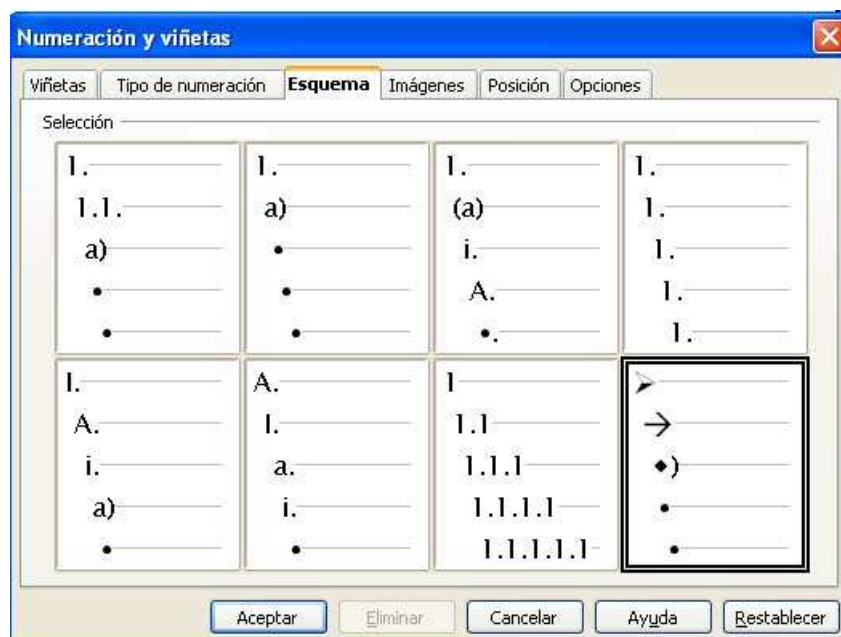 Numeración y viñetas
Viñetas Tipo de numeración Esquema Imágenes Posición Opciones
Selección
1.
1.1.
a)
•
•
1.
a)
•
•
•
1.
(a)
i.
A.
•.
1.
1.
1.
1.
1.
I.
A.
i.
a)
•
A.
I.
a.
i.
•
1
1.1
1.1.1
1.1.1.1
1.1.1.1.1
➢
→
◆)
•
•
Aceptar Eliminar Cancelar Ayuda Restablecer